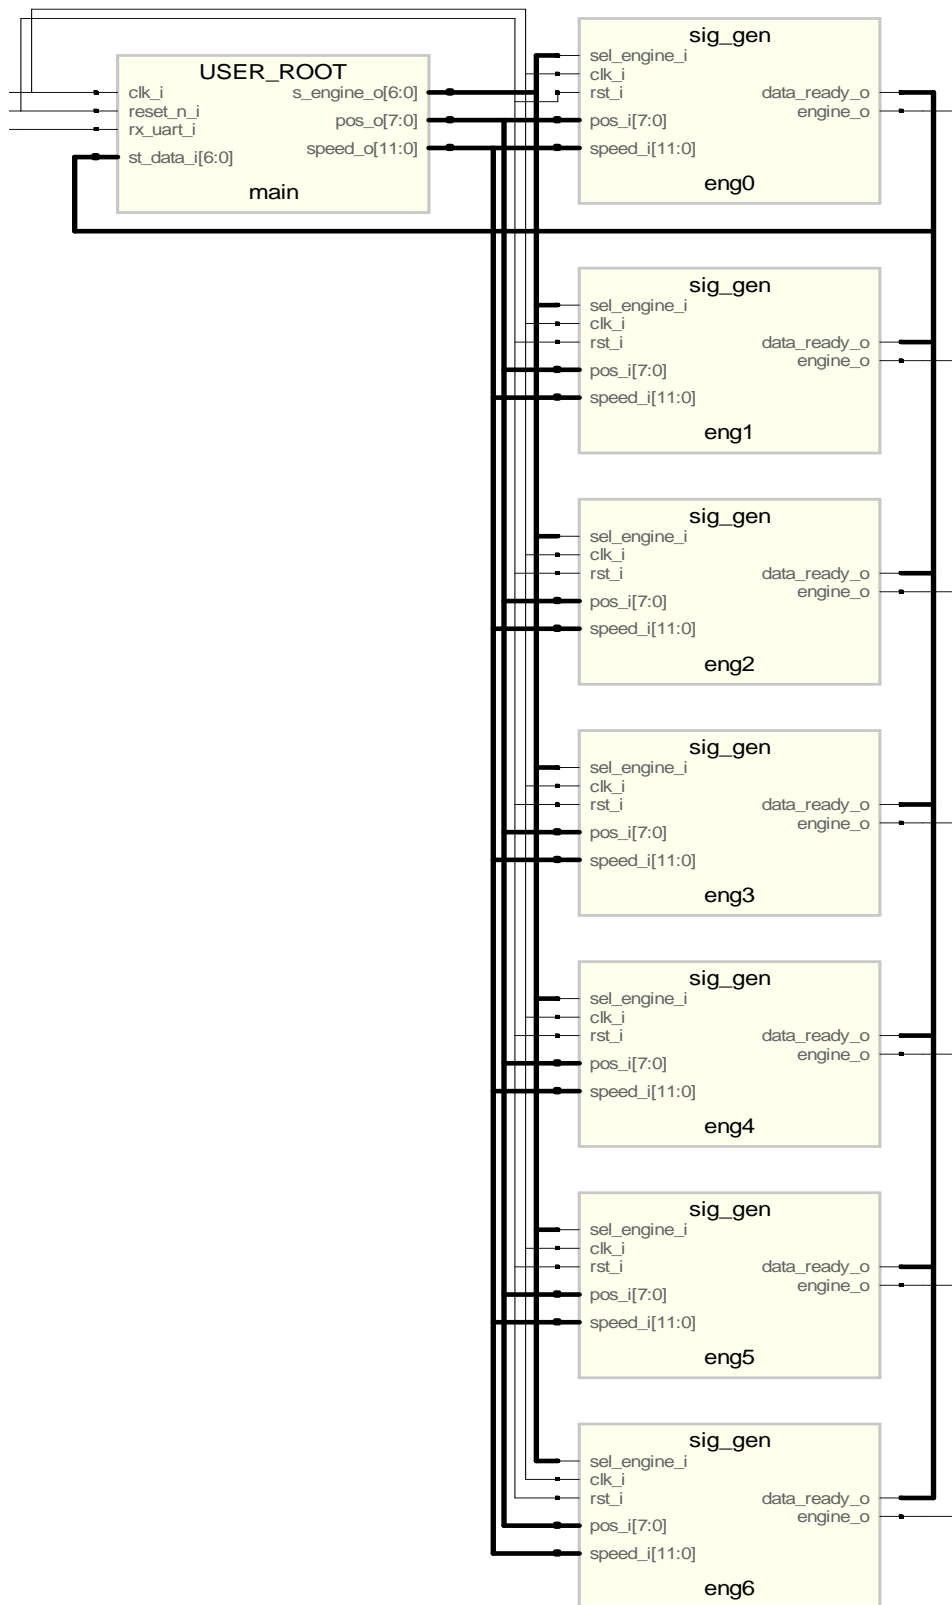 USER_ROOT
clk_i
reset_n_i
rx_uart_i
st_data_i[6:0]
s_engine_o[6:0]
pos_o[7:0]
speed_o[11:0]
main
sig_gen
sel_engine_i
clk_i
rst_i
pos_i[7:0]
speed_i[11:0]
data_ready_o
engine_o
eng0
sig_gen
sel_engine_i
clk_i
rst_i
pos_i[7:0]
speed_i[11:0]
data_ready_o
engine_o
eng1
sig_gen
sel_engine_i
clk_i
rst_i
pos_i[7:0]
speed_i[11:0]
data_ready_o
engine_o
eng2
sig_gen
sel_engine_i
clk_i
rst_i
pos_i[7:0]
speed_i[11:0]
data_ready_o
engine_o
eng3
sig_gen
sel_engine_i
clk_i
rst_i
pos_i[7:0]
speed_i[11:0]
data_ready_o
engine_o
eng4
sig_gen
sel_engine_i
clk_i
rst_i
pos_i[7:0]
speed_i[11:0]
data_ready_o
engine_o
eng5
sig_gen
sel_engine_i
clk_i
rst_i
pos_i[7:0]
speed_i[11:0]
data_ready_o
engine_o
eng6